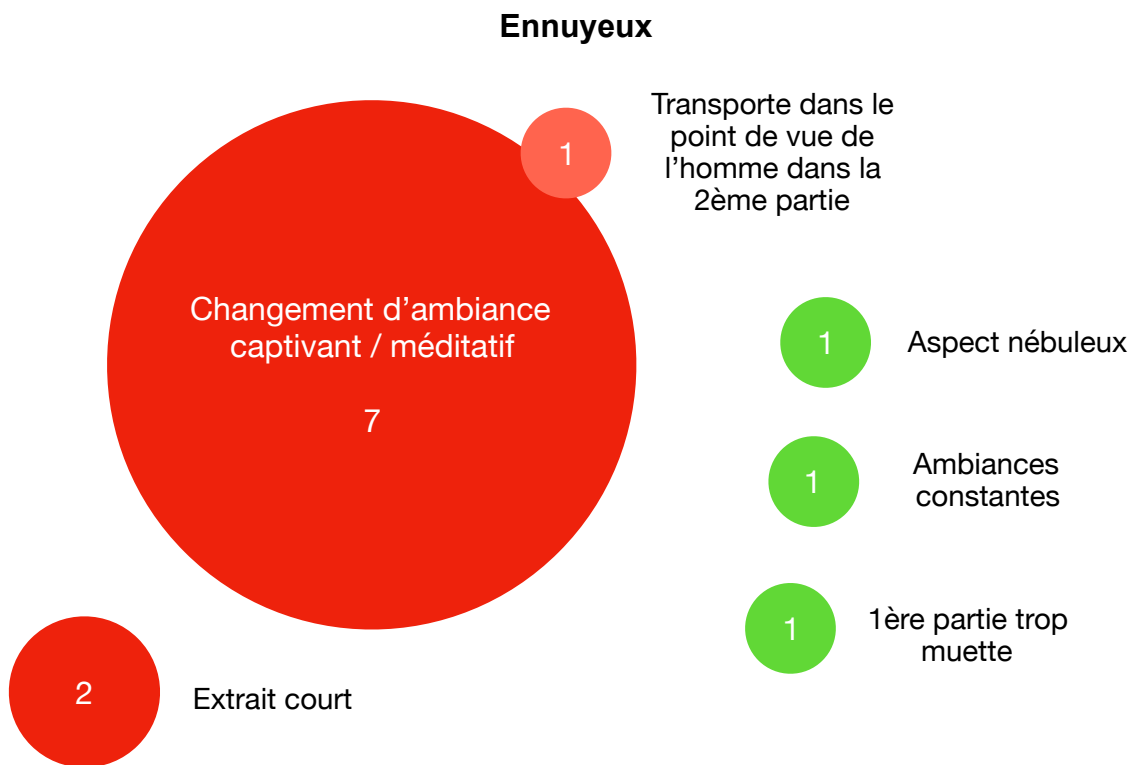 Ennuyeux
1
Transporte dans le
point de vue de
l'homme dans la
2ème partie
Changement d'ambiance
captivant / méditatif
7
1
Aspect nébuleux
1
Ambiances
constantes
1
1ère partie trop
muette
2
Extrait court